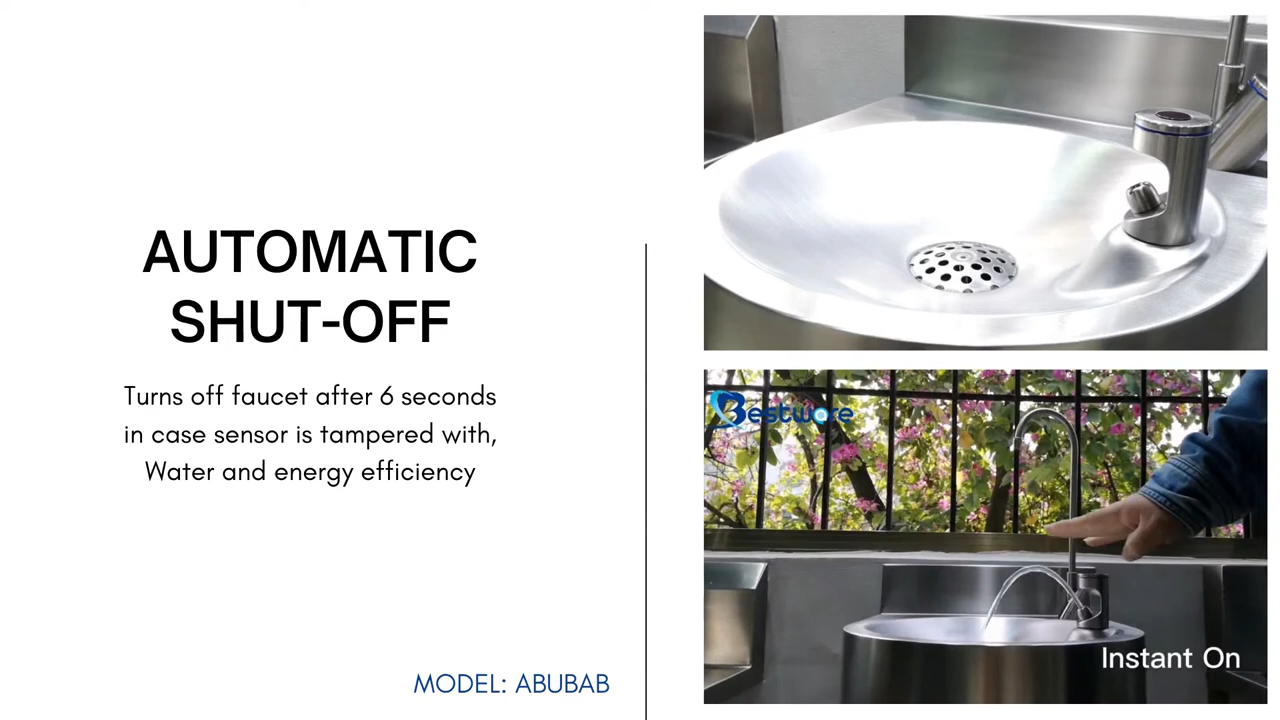 AUTOMATIC
SHUT-OFF
Turns off faucet after 6 seconds
in case sensor is tampered with,
Water and energy efficiency
MODEL: ABUBAB
Bestware
Instant On